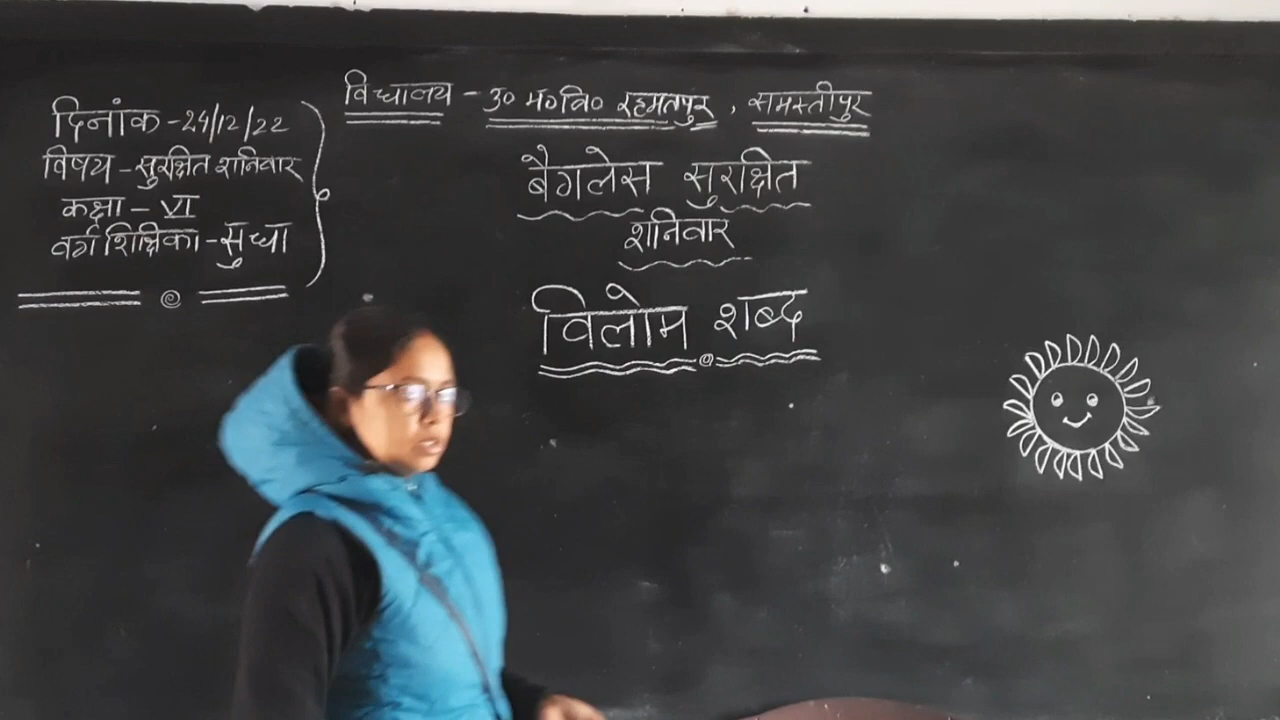 दिनांक - 24/12/22
विषय - सुरक्षित शनिवार
कक्षा - VI
वर्ग शिक्षिका - सुधा
विद्यालय - उ० म० वि० रहमतपुर, समस्तीपुर
बैगलेस सुरक्षित
शनिवार
विलोम शब्द